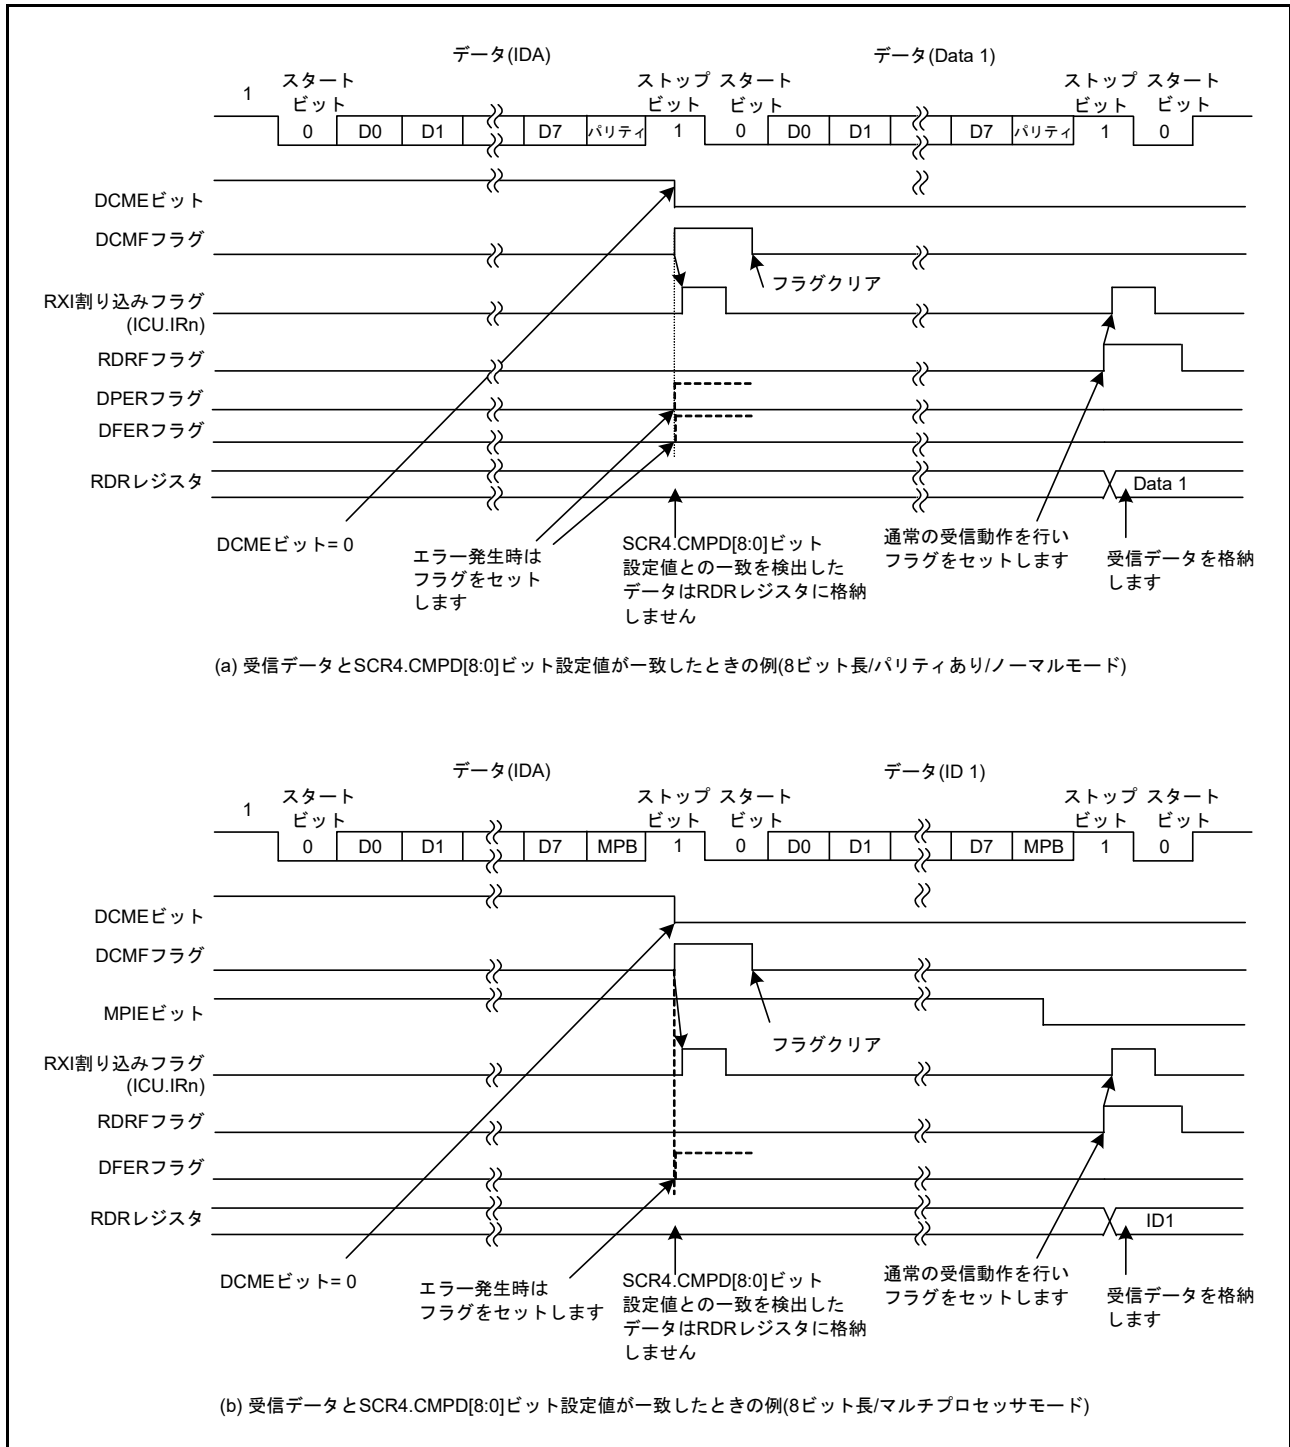 データ(IDA)
データ(Data 1)
1
スタート
ビット
ストップ
ビット
スタート
ビット
ストップ
ビット
スタート
ビット
0 D0 D1 D7 パリティ 1 0 D0 D1 D7 パリティ 1 0
DCMEビット
DCMFフラグ
フラグクリア
RXI割り込みフラグ
(ICU.IRn)
RDRFフラグ
DPERフラグ
DFERフラグ
RDRレジスタ
Data 1
DCMEビット= 0
エラー発生時は
フラグをセット
します
SCR4.CMPD[8:0]ビット
設定値との一致を検出した
データはRDRレジスタに格納
しません
通常の受信動作を行い
フラグをセットします
受信データを格納
します
(a) 受信データとSCR4.CMPD[8:0]ビット設定値が一致したときの例(8ビット長/パリティあり/ノーマルモード)
データ(IDA)
データ(ID 1)
1
スタート
ビット
ストップ
ビット
スタート
ビット
ストップ
ビット
スタート
ビット
0 D0 D1 D7 MPB 1 0 D0 D1 D7 MPB 1 0
DCMEビット
DCMFフラグ
MPIEビット
フラグクリア
RXI割り込みフラグ
(ICU.IRn)
RDRFフラグ
DFERフラグ
RDRレジスタ
ID1
DCMEビット= 0
エラー発生時は
フラグをセットします
SCR4.CMPD[8:0]ビット
設定値との一致を検出した
データはRDRレジスタに格納
しません
通常の受信動作を行い
フラグをセットします
受信データを格納
します
(b) 受信データとSCR4.CMPD[8:0]ビット設定値が一致したときの例(8ビット長/マルチプロセッサモード)